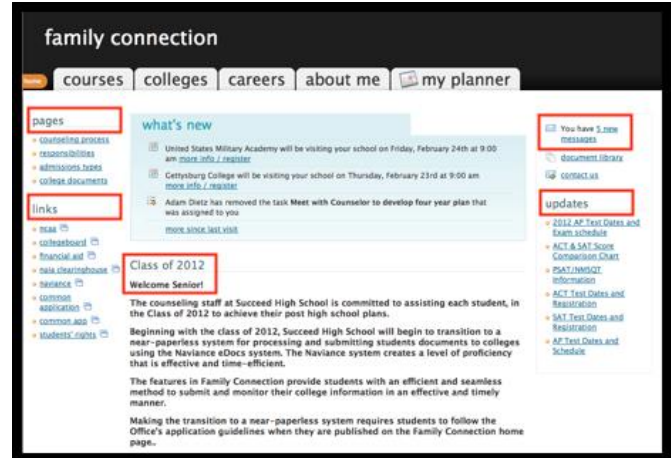 family connection
home courses colleges careers about me my planner
pages
counseling process
responsibilities
admissions types
college documents
links
ncaa
collegeboard
financial aid
naia clearinghouse
naviance
common
application
common app
students' rights
what's new
United States Military Academy will be visiting your school on Friday, February 24th at 9:00
am more info / register
Gettysburg College will be visiting your school on Thursday, February 23rd at 9:00 am
more info / register
Adam Dietz has removed the task Meet with Counselor to develop four year plan that
was assigned to you
more since last visit
Class of 2012
Welcome Senior!
The counseling staff at Succeed High School is committed to assisting each student, in
the Class of 2012 to achieve their post high school plans.
Beginning with the class of 2012, Succeed High School will begin to transition to a
near-paperless system for processing and submitting students documents to colleges
using the Naviance eDocs system. The Naviance system creates a level of proficiency
that is effective and time-efficient.
The features in Family Connection provide students with an efficient and seamless
method to submit and monitor their college information in an effective and timely
manner.
Making the transition to a near-paperless system requires students to follow the
Office's application guidelines when they are published on the Family Connection home
page..
You have 5 new
messages
document library
contact us
updates
2012 AP Test Dates and
Exam schedule
ACT & SAT Score
Comparison Chart
PSAT/NMSQT
Information
ACT Test Dates and
Registration
SAT Test Dates and
Registration
AP Test Dates and
Schedule